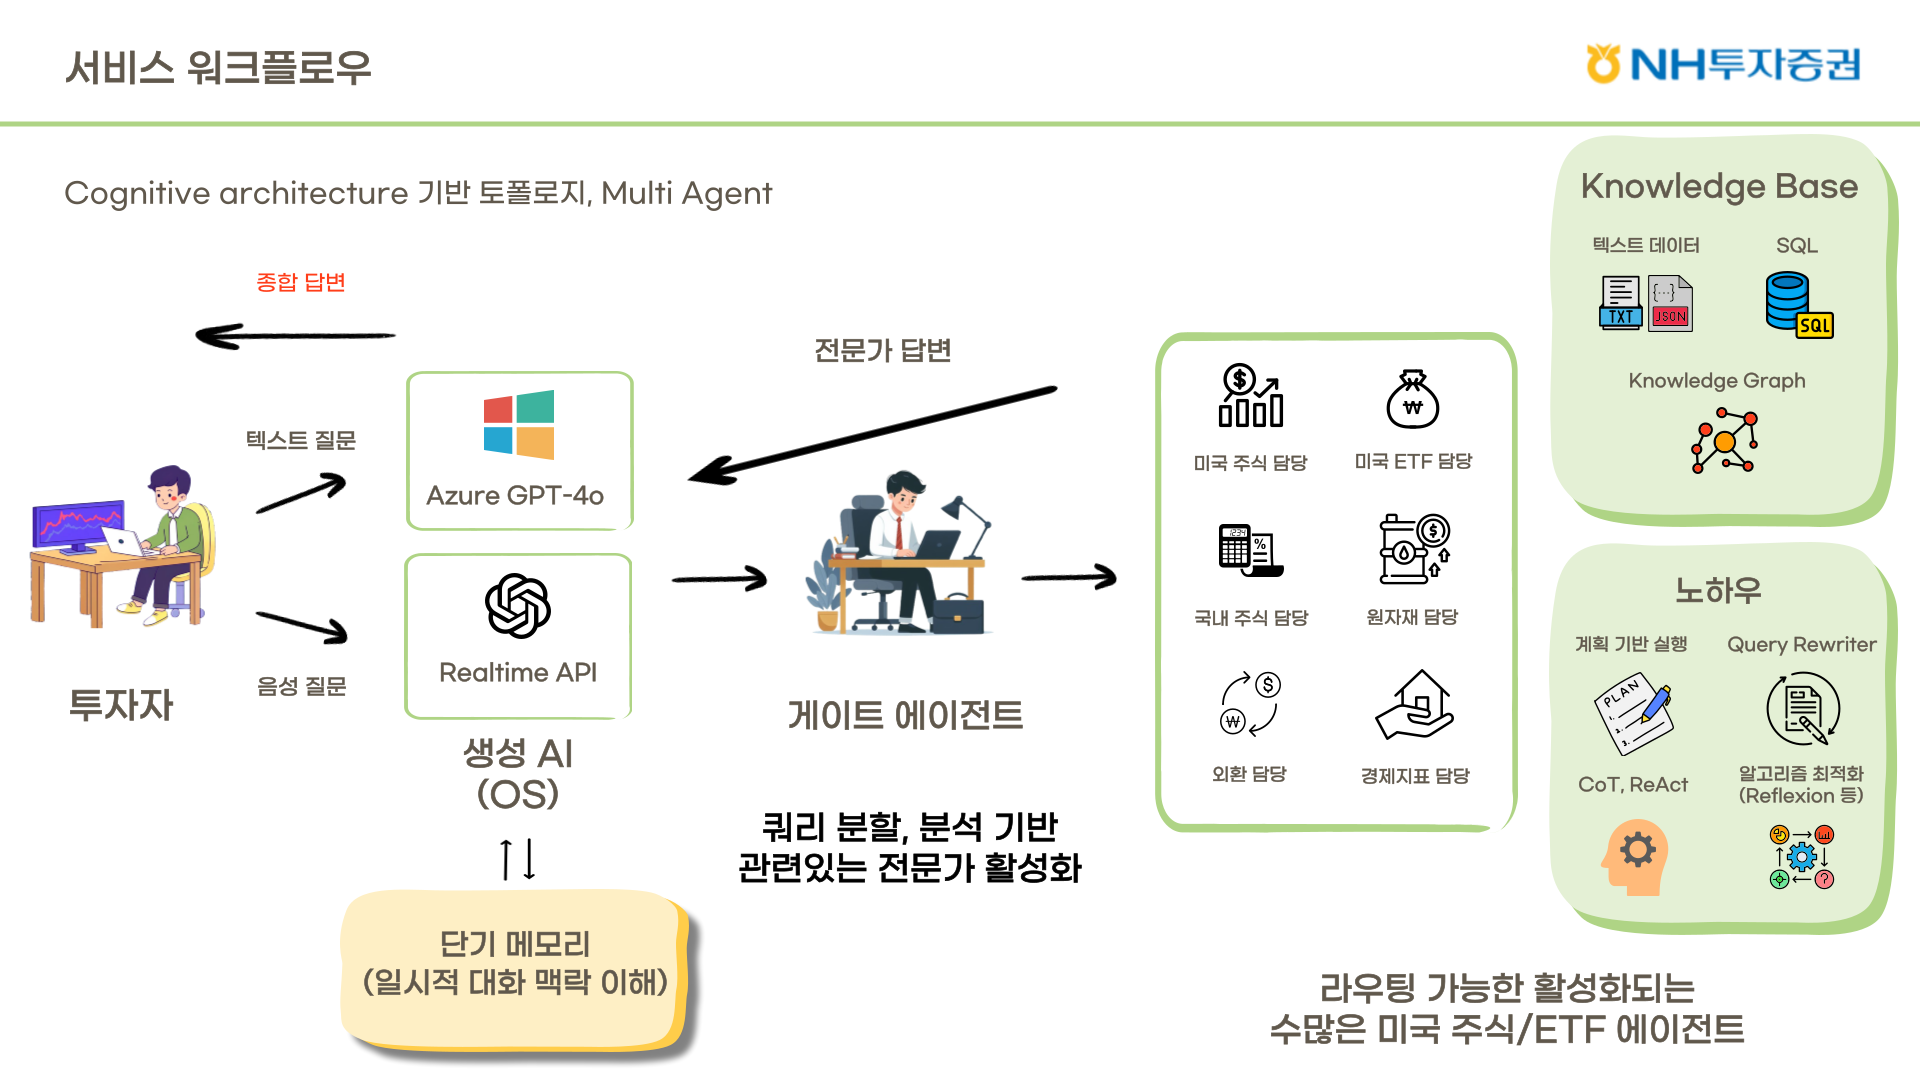 서비스 워크플로우
NH투자증권
Cognitive architecture 기반 토폴로지, Multi Agent
종합 답변
텍스트 질문
음성 질문
투자자
Azure GPT-4o
Realtime API
생성 AI
(OS)
단기 메모리
(일시적 대화 맥락 이해)
전문가 답변
게이트 에이전트
쿼리 분할, 분석 기반
관련있는 전문가 활성화
미국 주식 담당
미국 ETF 담당
국내 주식 담당
원자재 담당
외환 담당
경제지표 담당
Knowledge Base
텍스트 데이터
SQL
TXT
JSON
SQL
Knowledge Graph
노하우
계획 기반 실행
Query Rewriter
PLAN
1.
2.
3.
CoT, ReAct
알고리즘 최적화
(Reflexion 등)
라우팅 가능한 활성화되는
수많은 미국 주식/ETF 에이전트